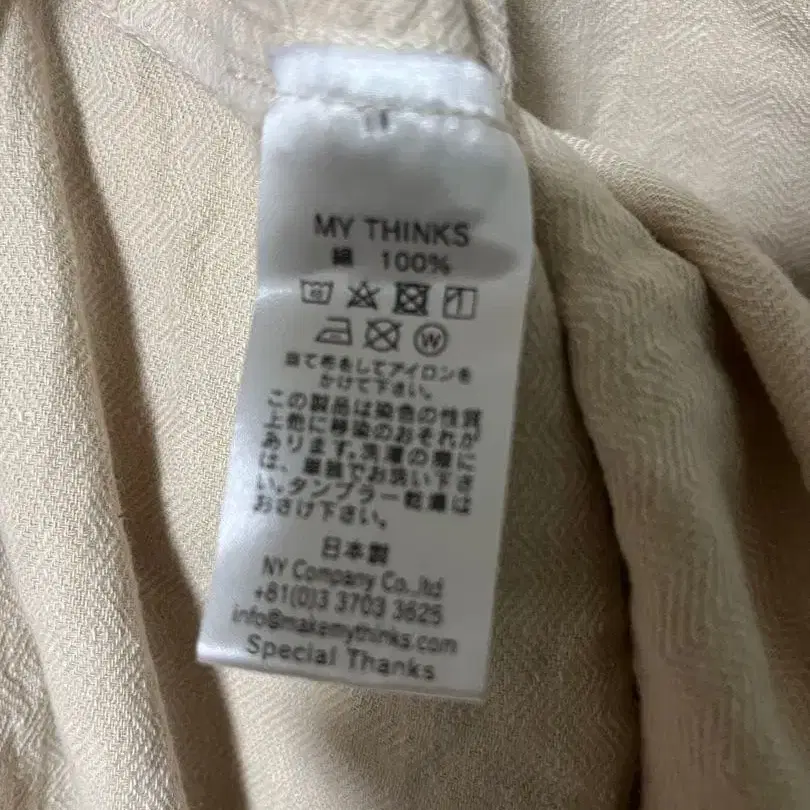 MY THINKS
綿 100%
W
当て布をしてアイロンを
かけて下さい。
この製品は染色の性質
上他に移染のおそれが
あります。洗濯の際に
は、単独でお洗い下さ
い。タンブラー乾燥は
おさけ下さい。
日本製
NY Company Co.,ltd
+81(0)3 3703 3625
info@makemythinks.com
Special Thanks